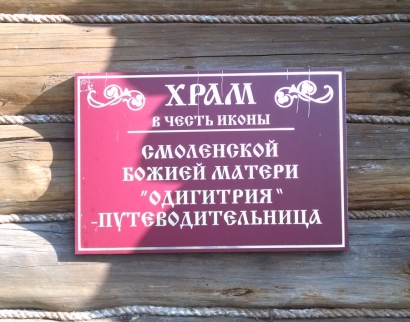 ХРАМ
В ЧЕСТЬ ИКОНЫ
СМОЛЕНСКОЙ
БОЖИЕЙ МАТЕРИ
"ОДИГИТРИЯ"
-ПУТЕВОДИТЕЛЬНИЦА